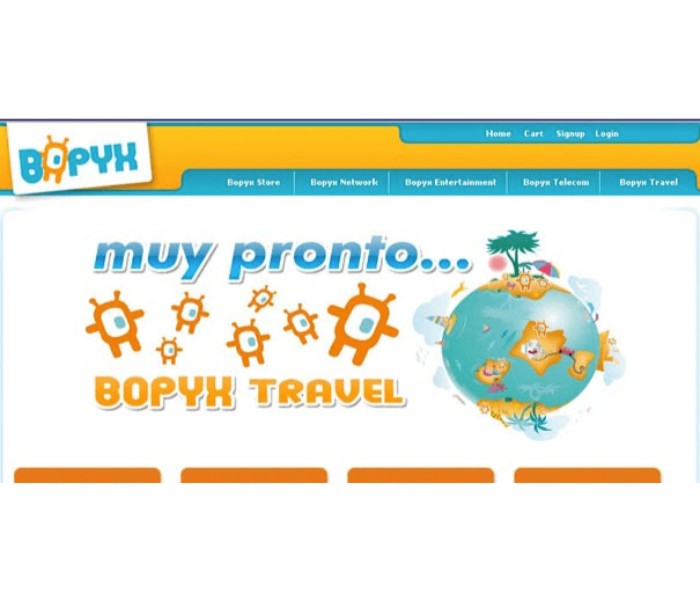 BOPYX
Home Cart Signup Login
Bopyx Store Bopyx Network Bopyx Entertainment Bopyx Telecom Bopyx Travel
muy pronto...
BOPYX TRAVEL